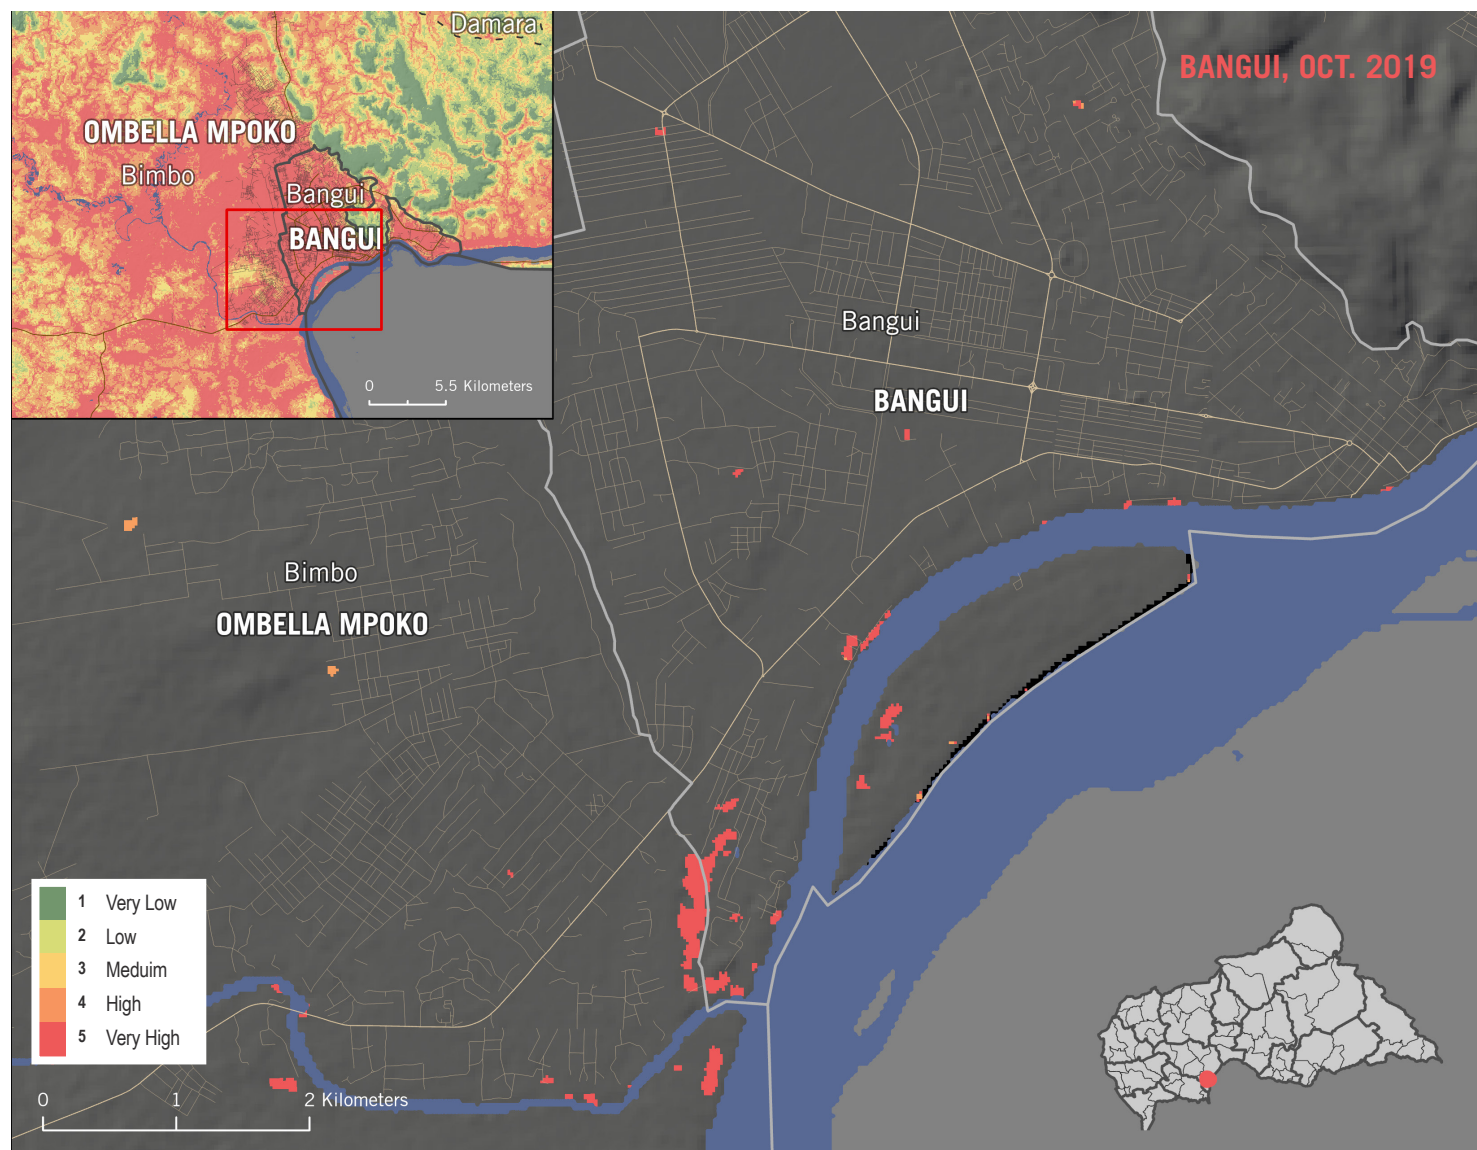 Damara
BANGUI, OCT. 2019
OMBELLA MPOKO
Bimbo
Bangui
BANGUI
0 5.5 Kilometers
Bangui
BANGUI
Bimbo
OMBELLA MPOKO
1 Very Low
2 Low
3 Meduim
4 High
5 Very High
0 1 2 Kilometers